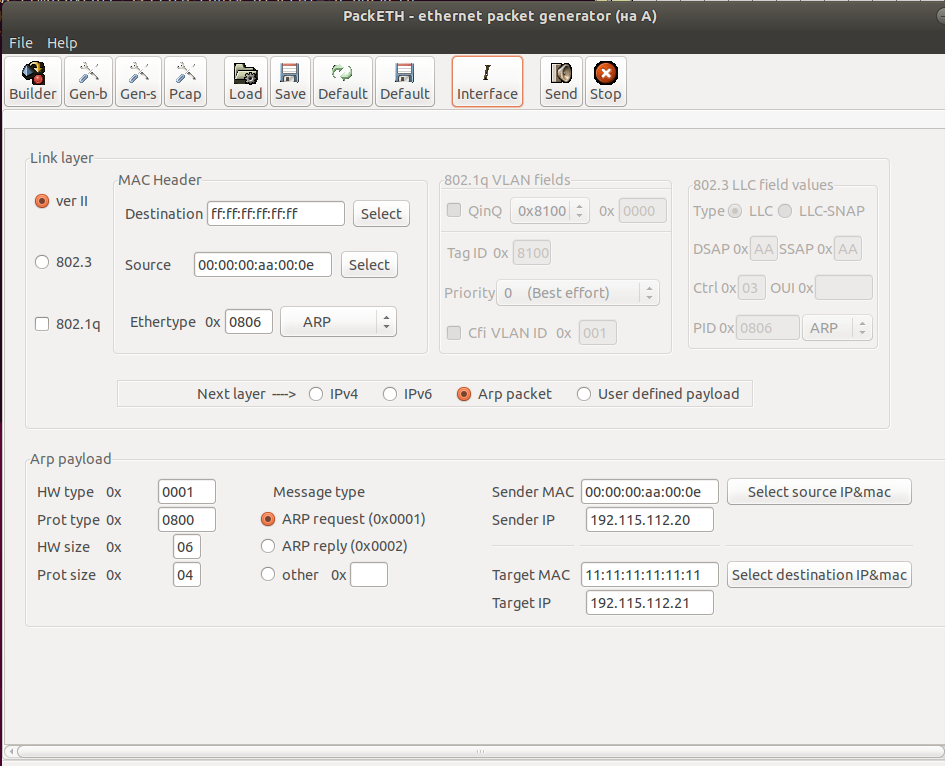 PackETH - ethernet packet generator (на A)
File Help
Builder Gen-b Gen-s Pcap Load Save Default Default Interface Send Stop
Link layer
ver II
802.3
802.1q
MAC Header
Destination ff:ff:ff:ff:ff:ff Select
Source 00:00:00:aa:00:0e Select
Ethertype 0x 0806 ARP
802.1q VLAN fields
QinQ 0x8100 0x 0000
Tag ID 0x 8100
Priority 0 (Best effort)
Cfi VLAN ID 0x 001
802.3 LLC field values
Type LLC LLC-SNAP
DSAP 0x AA SSAP 0x AA
Ctrl 0x 03 OUI 0x
PID 0x 0806 ARP
Next layer ----> IPv4 IPv6 Arp packet User defined payload
Arp payload
HW type 0x 0001
Prot type 0x 0800
HW size 0x 06
Prot size 0x 04
Message type
ARP request (0x0001)
ARP reply (0x0002)
other 0x
Sender MAC 00:00:00:aa:00:0e Select source IP&mac
Sender IP 192.115.112.20
Target MAC 11:11:11:11:11:11 Select destination IP&mac
Target IP 192.115.112.21